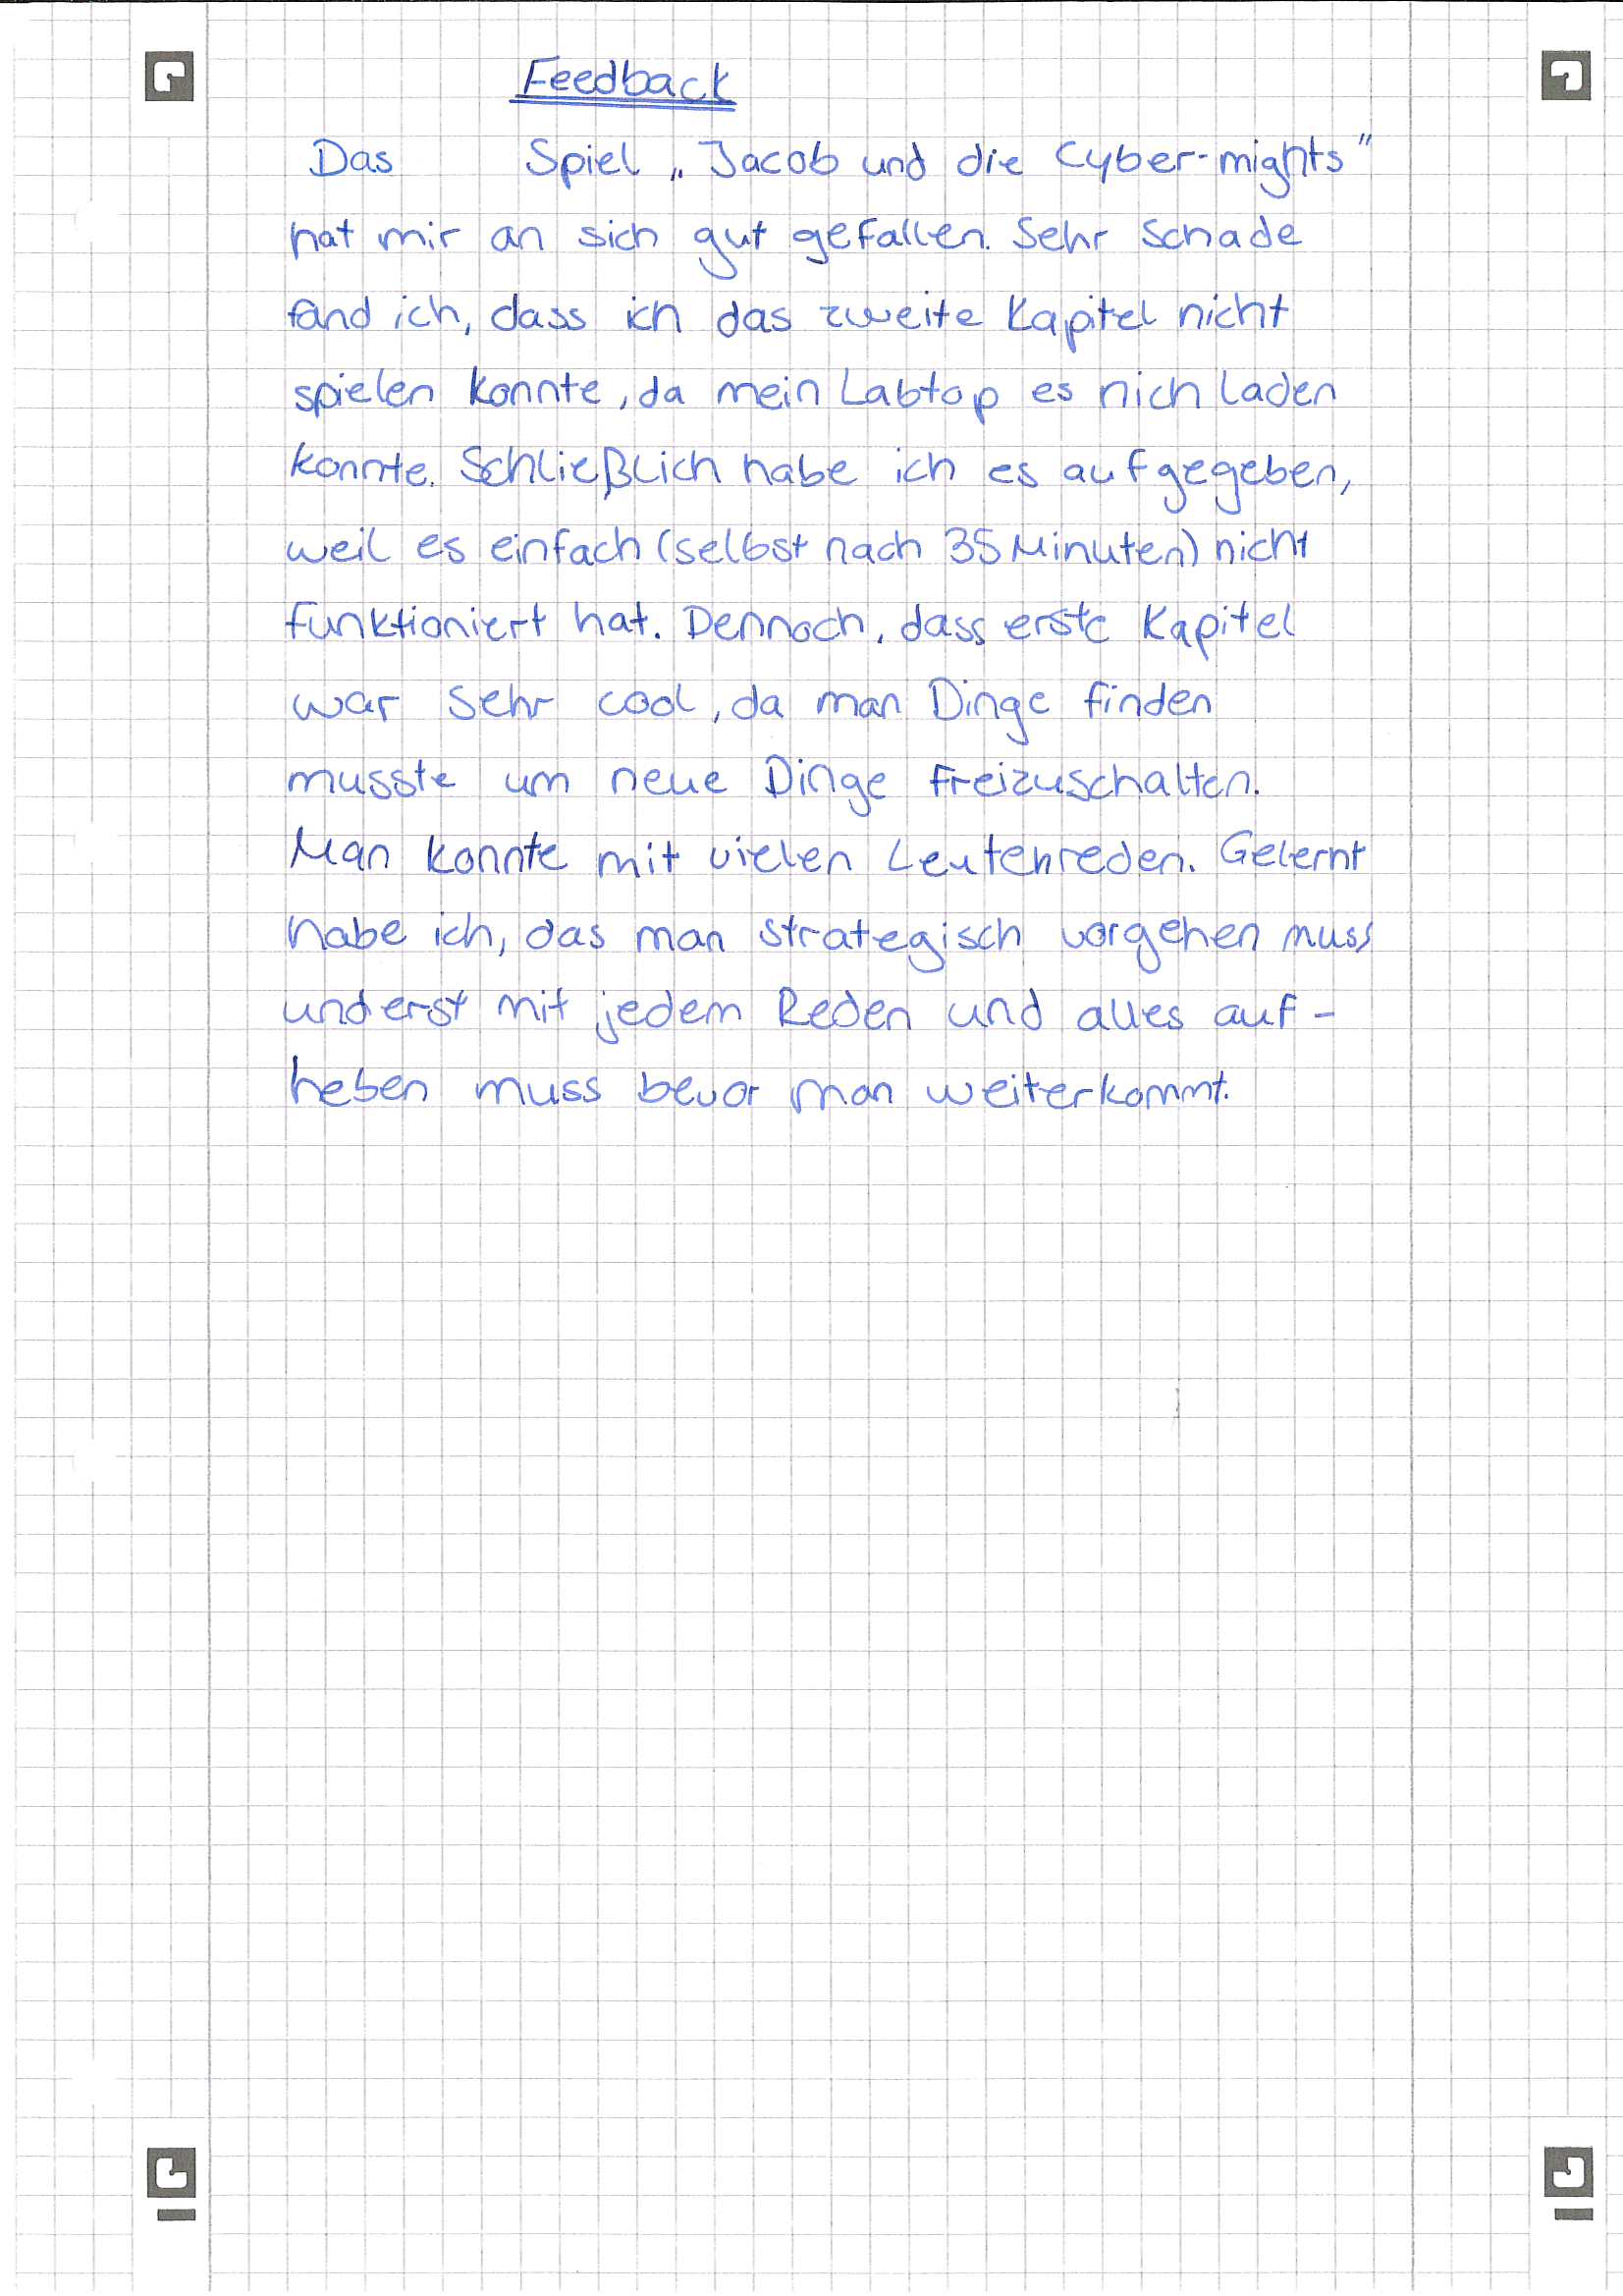 Feedback
Das Spiel „Jacob und die Cyber-mights"
hat mir an sich gut gefallen. Sehr Schade
fand ich, dass ich das zweite Kapitel nicht
spielen konnte, da mein Labtop es nich laden
konnte. Schließlich habe ich es aufgegeben,
weil es einfach (selbst nach 35 Minuten) nicht
funktioniert hat. Dennoch, dass erste Kapitel
war sehr cool, da man Dinge finden
musste um neue Dinge freizuschalten.
Man konnte mit vielen Leuten reden. Gelernt
habe ich, das man strategisch vorgehen muss
und erst mit jedem Reden und alles auf-
heben muss bevor man weiterkommt.